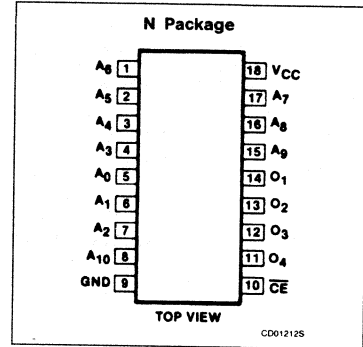 N Package
A6 1 18 VCC
A5 2 17 A7
A4 3 16 A8
A3 4 15 A9
A0 5 14 O1
A1 6 13 O2
A2 7 12 O3
A10 8 11 O4
GND 9 10 CE
TOP VIEW
CD01212S